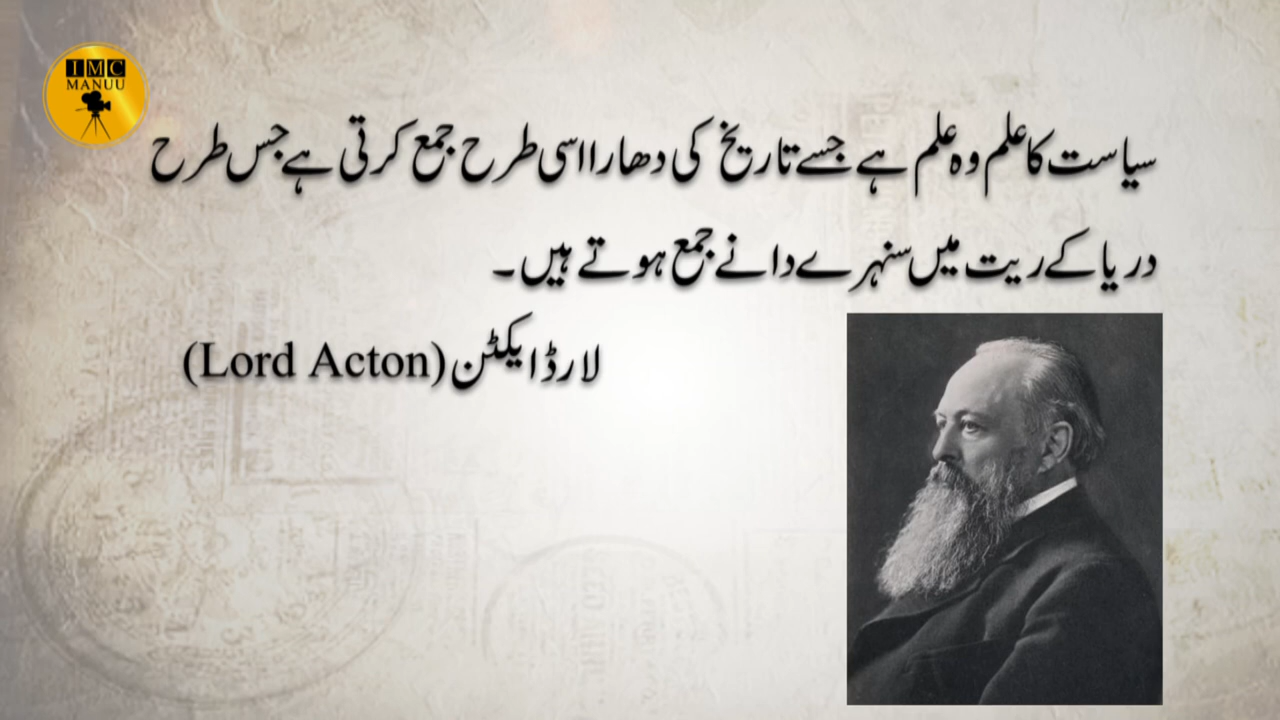 IMC
MANUU
سیاست کا علم وہ علم ہے جسے تاریخ کی دھارا اسی طرح جمع کرتی ہے جس طرح
دریا کے ریت میں سنہرے دانے جمع ہوتے ہیں۔
لارڈ ایکٹن (Lord Acton)